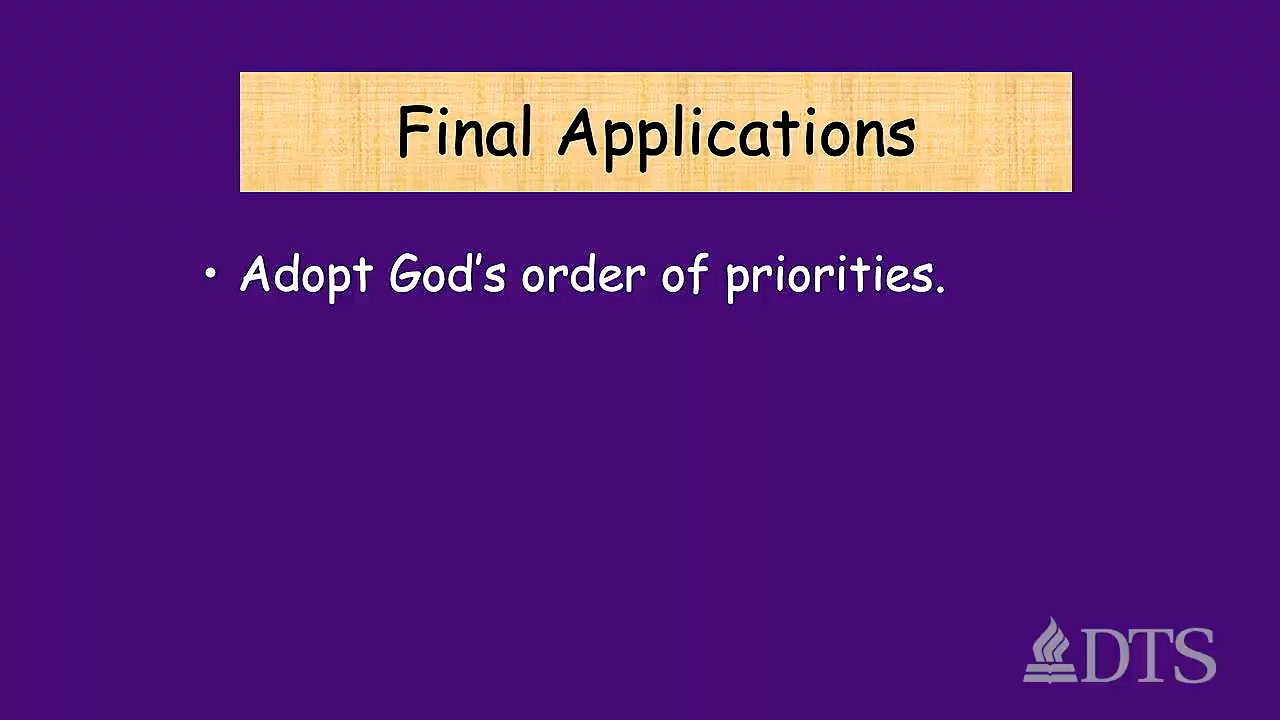 Final Applications
• Adopt God's order of priorities.
DTS